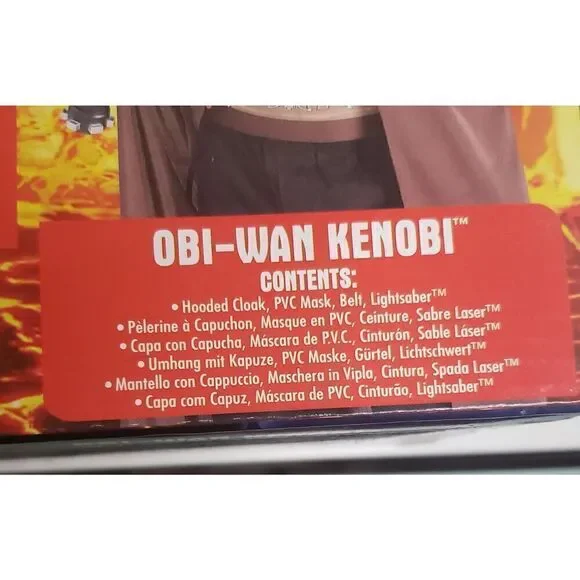 OBI-WAN KENOBI™
CONTENTS:
• Hooded Cloak, PVC Mask, Belt, Lightsaber™
• Pèlerine à Capuchon, Masque en PVC, Ceinture, Sabre Laser™
• Capa con Capucha, Máscara de P.V.C., Cinturón, Sable Láser™
• Umhang mit Kapuze, PVC Maske, Gürtel, Lichtschwert™
• Mantello con Cappuccio, Maschera in Vipla, Cintura, Spada Laser™
• Capa com Capuz, Máscara de PVC, Cinturão, Lightsaber™